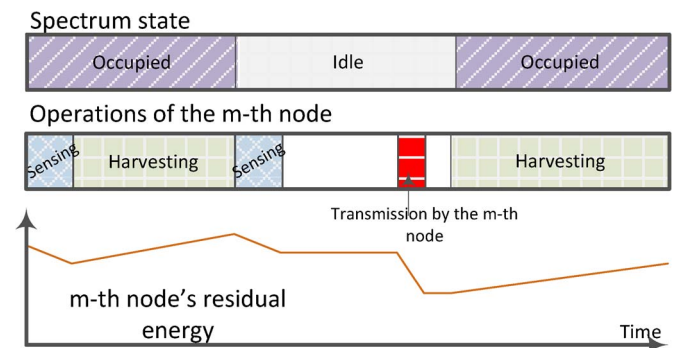 Spectrum state
Occupied
Idle
Occupied
Operations of the m-th node
Sensing
Harvesting
Sensing
Harvesting
Transmission by the m-th
node
m-th node's residual
energy
Time